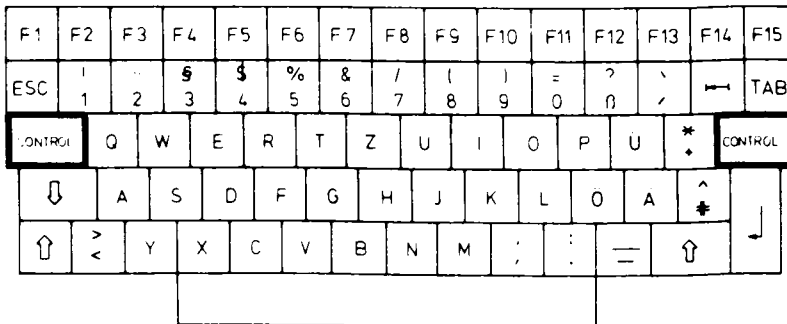 F1 F2 F3 F4 F5 F6 F7 F8 F9 F10 F11 F12 F13 F14 F15
ESC ! 1 " 2 § 3 $ 4 % 5 & 6 / 7 ( 8 ) 9 = 0 ? ß ` ´ TAB
CONTROL Q W E R T Z U I O P Ü * + CONTROL
A S D F G H J K L Ö Ä ^ #
> < Y X C V B N M ; , : . _ -